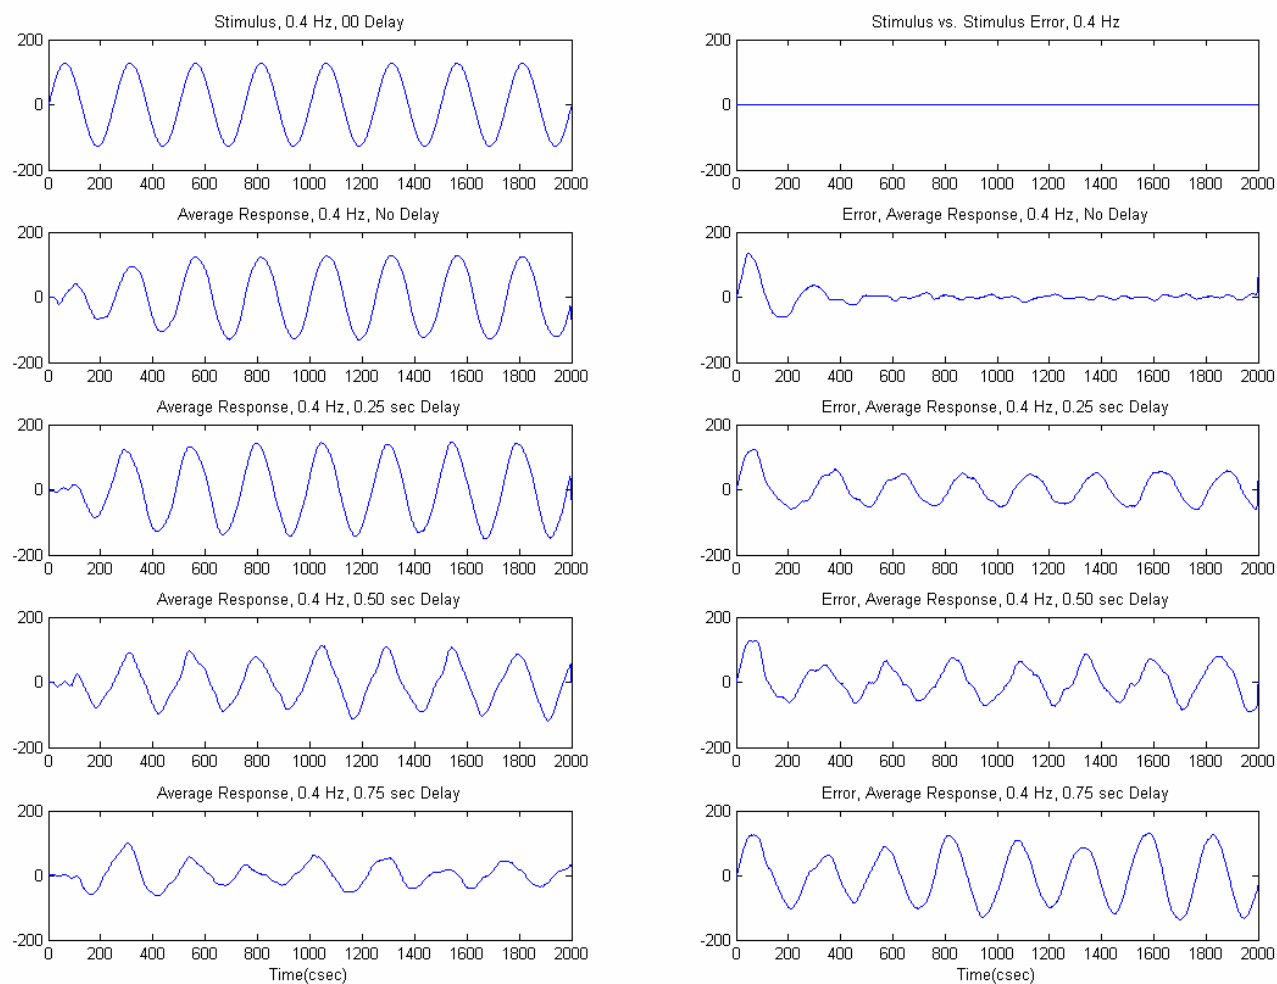 Stimulus, 0.4 Hz, 00 Delay
200
0
-200
0 200 400 600 800 1000 1200 1400 1600 1800 2000
Stimulus vs. Stimulus Error, 0.4 Hz
200
0
-200
0 200 400 600 800 1000 1200 1400 1600 1800 2000
Average Response, 0.4 Hz, No Delay
200
0
-200
0 200 400 600 800 1000 1200 1400 1600 1800 2000
Error, Average Response, 0.4 Hz, No Delay
200
0
-200
0 200 400 600 800 1000 1200 1400 1600 1800 2000
Average Response, 0.4 Hz, 0.25 sec Delay
200
0
-200
0 200 400 600 800 1000 1200 1400 1600 1800 2000
Error, Average Response, 0.4 Hz, 0.25 sec Delay
200
0
-200
0 200 400 600 800 1000 1200 1400 1600 1800 2000
Average Response, 0.4 Hz, 0.50 sec Delay
200
0
-200
0 200 400 600 800 1000 1200 1400 1600 1800 2000
Error, Average Response, 0.4 Hz, 0.50 sec Delay
200
0
-200
0 200 400 600 800 1000 1200 1400 1600 1800 2000
Average Response, 0.4 Hz, 0.75 sec Delay
200
0
-200
0 200 400 600 800 1000 1200 1400 1600 1800 2000
Time(csec)
Error, Average Response, 0.4 Hz, 0.75 sec Delay
200
0
-200
0 200 400 600 800 1000 1200 1400 1600 1800 2000
Time(csec)